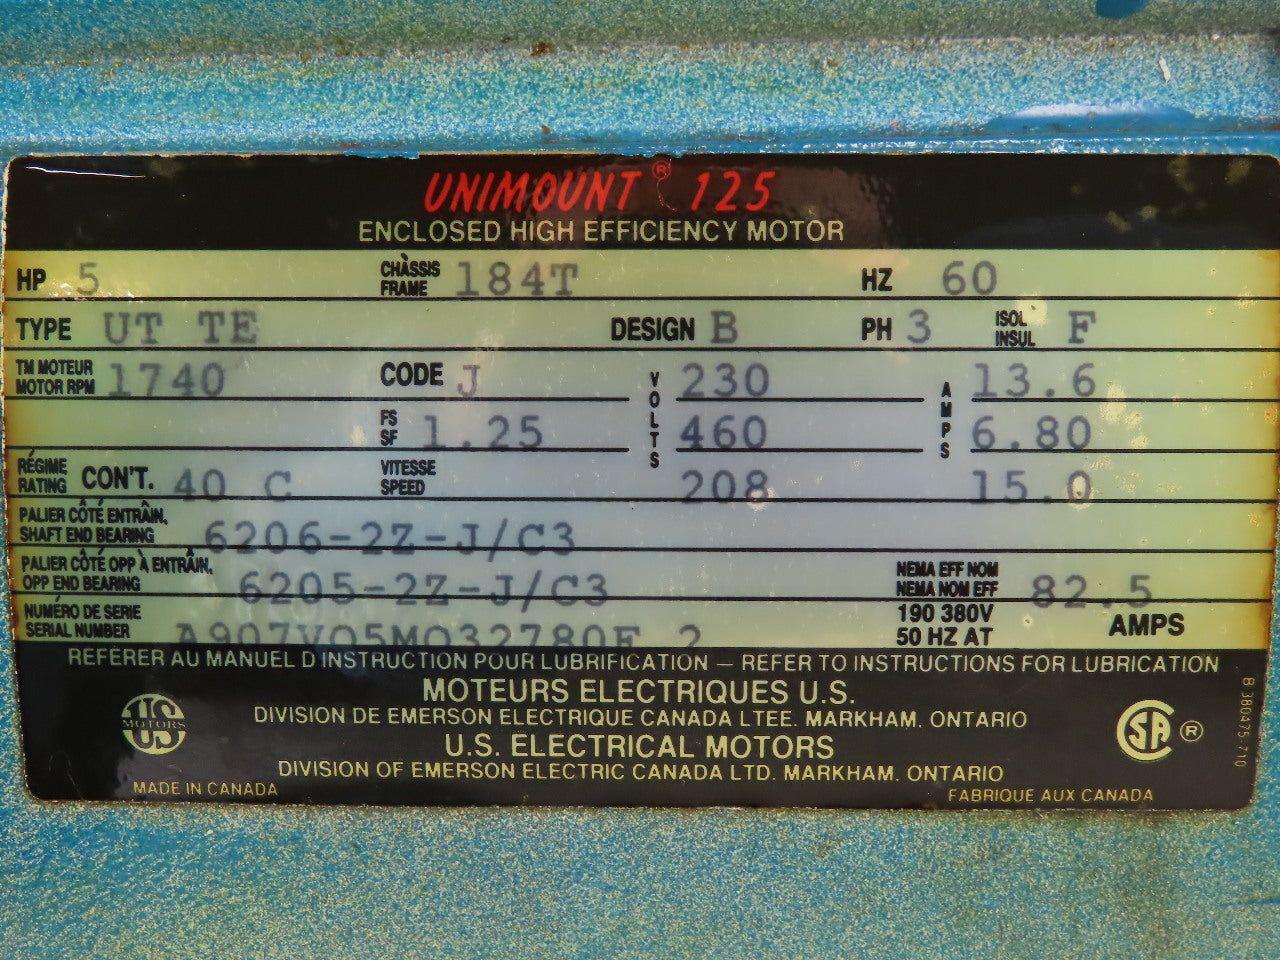 UNIMOUNT® 125
ENCLOSED HIGH EFFICIENCY MOTOR
HP 5 CHÂSSIS FRAME 184T HZ 60
TYPE UT TE DESIGN B PH 3 ISOL INSUL F
TM MOTEUR MOTOR RPM 1740 CODE J VOLTS 230 AMPS 13.6
FS SF 1.25 460 6.80
RÉGIME RATING CON'T. 40 C VITESSE SPEED 208 15.0
PALIER CÔTÉ ENTRÂIN.
SHAFT END BEARING 6206-2Z-J/C3
PALIER CÔTÉ OPP À ENTRÂIN.
OPP END BEARING 6205-2Z-J/C3 NEMA EFF NOM NEMA NOM EFF 82.5
NUMÉRO DE SERIE
SERIAL NUMBER 190 380V 50 HZ AT AMPS
REFERER AU MANUEL D INSTRUCTION POUR LUBRIFICATION — REFER TO INSTRUCTIONS FOR LUBRICATION
MOTEURS ELECTRIQUES U.S.
DIVISION DE EMERSON ELECTRIQUE CANADA LTEE. MARKHAM, ONTARIO
U.S. ELECTRICAL MOTORS
DIVISION OF EMERSON ELECTRIC CANADA LTD. MARKHAM, ONTARIO
MADE IN CANADA FABRIQUE AUX CANADA
US MOTORS
SA ®